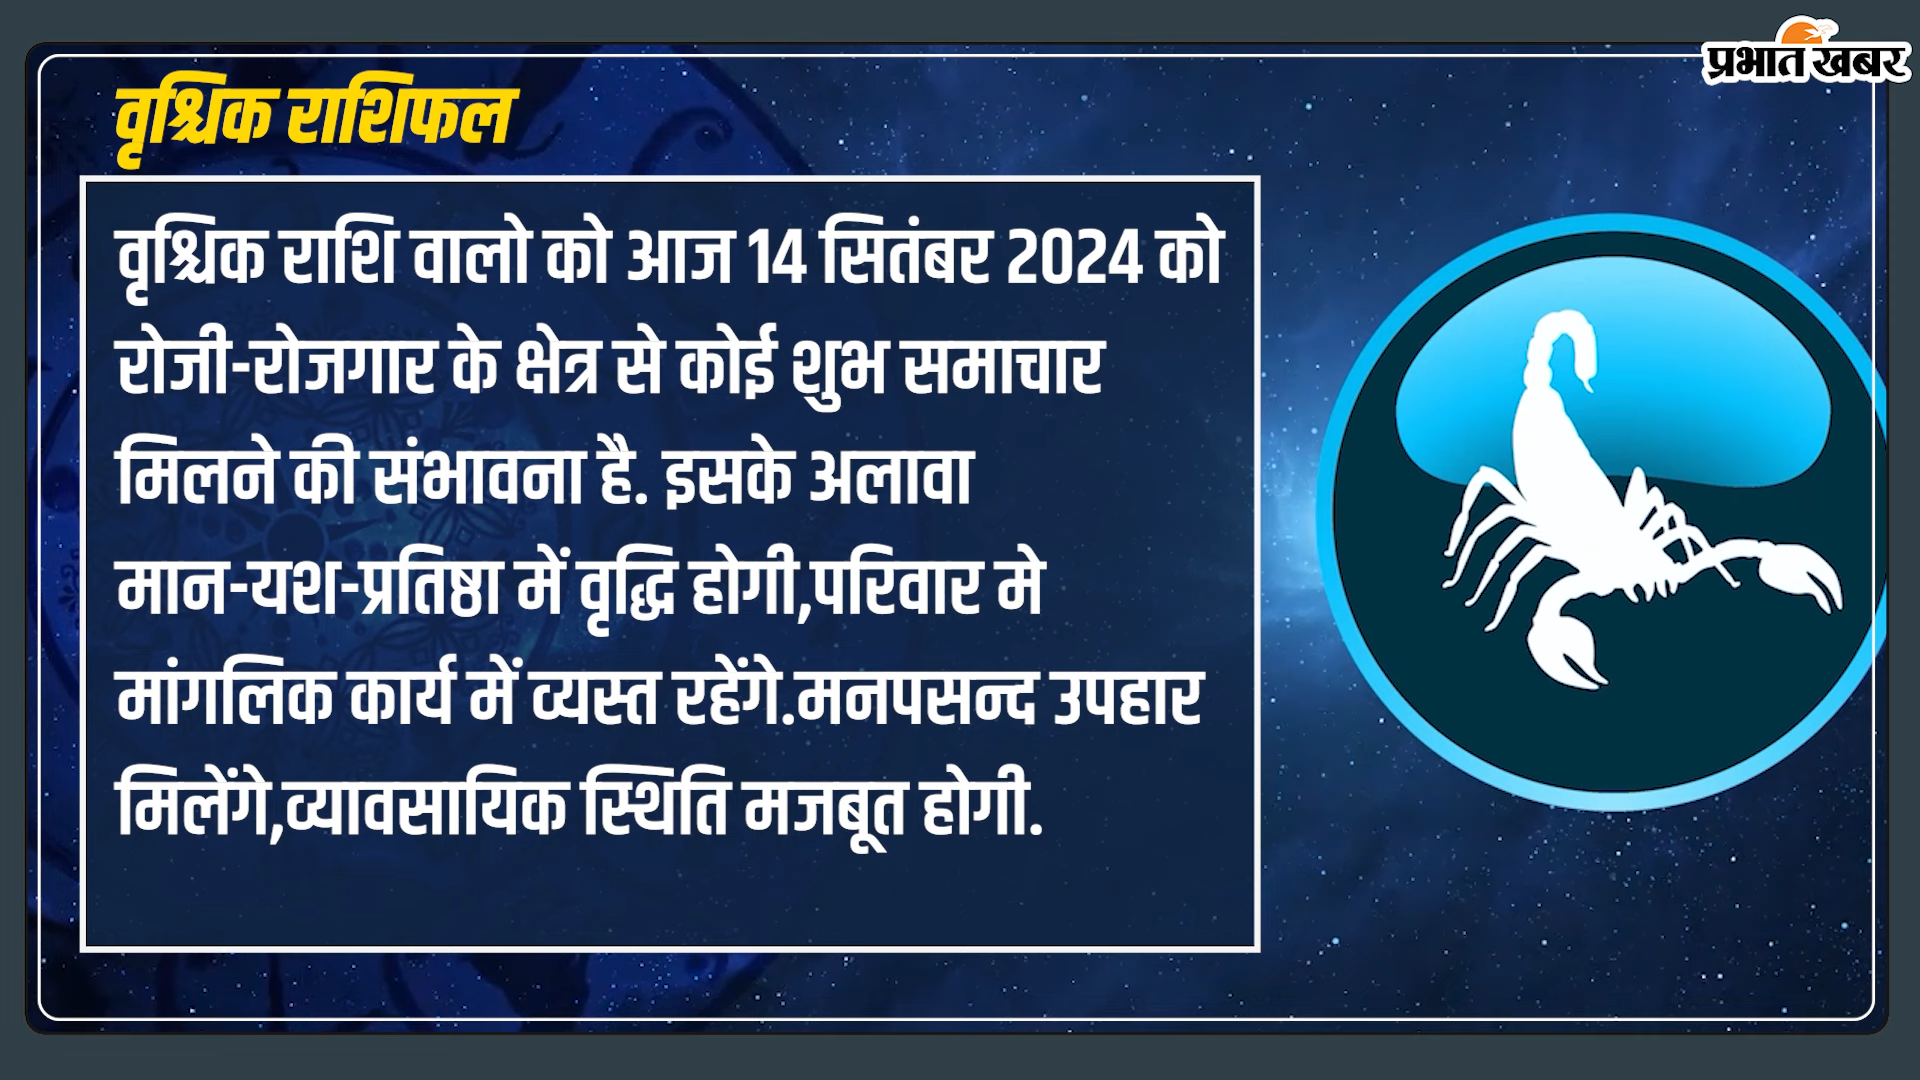 प्रभात खबर
वृश्चिक राशिफल
वृश्चिक राशि वालो को आज 14 सितंबर 2024 को
रोजी-रोजगार के क्षेत्र से कोई शुभ समाचार
मिलने की संभावना है. इसके अलावा
मान-यश-प्रतिष्ठा में वृद्धि होगी,परिवार मे
मांगलिक कार्य में व्यस्त रहेंगे.मनपसन्द उपहार
मिलेंगे,व्यावसायिक स्थिति मजबूत होगी.